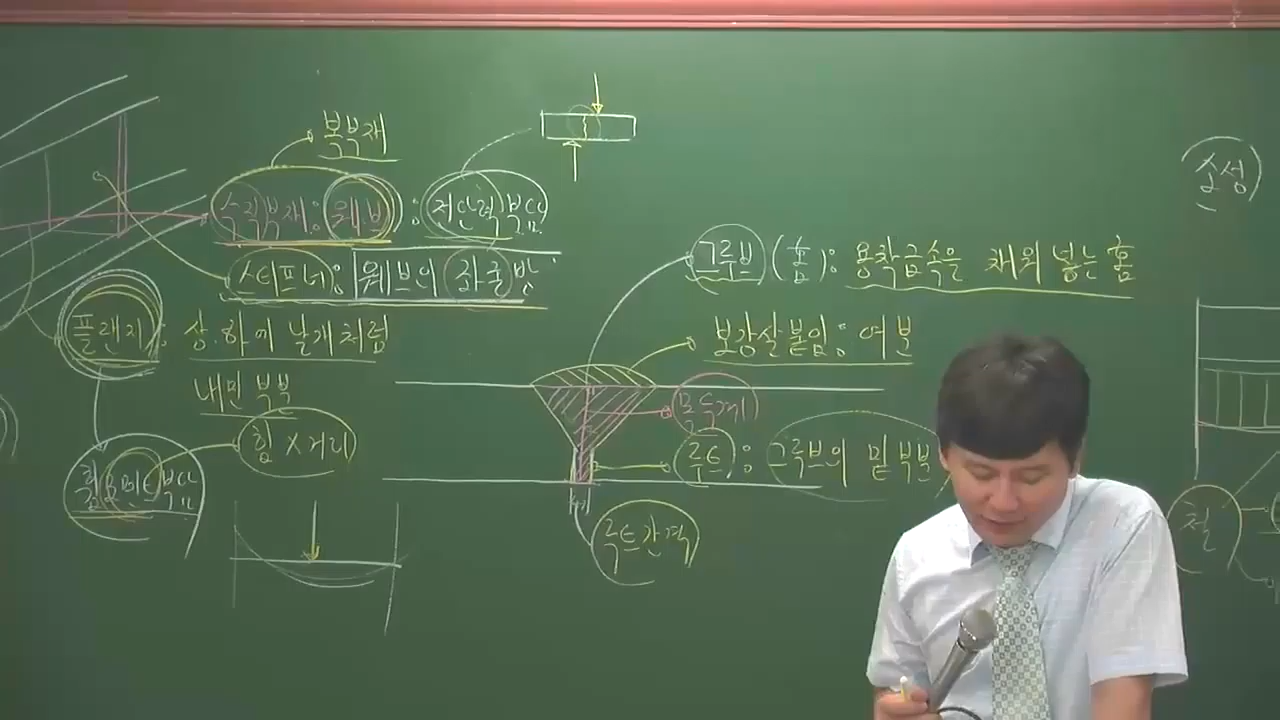 복부재
수직부재: 웨브 : 전단력 부담
스티프너: 웨브의 좌굴방
플랜지: 상.하에 날개처럼
내민 부분
휨모멘트 부담
힘 X 거리
그루브 (홈): 용착금속을 채워 넣는 홈
보강살 붙임: 여분
목두께
루트: 그루브의 밑부분
루트간격
소성
철